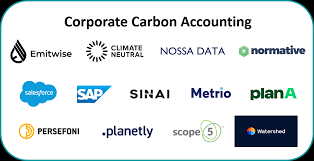 Corporate Carbon Accounting
Emitwise
CLIMATE
NEUTRAL
NOSSA DATA
normative
salesforce
SAP
SINAI
Metrio
planA
PERSEFONI
.planetly
scope 5
Watershed